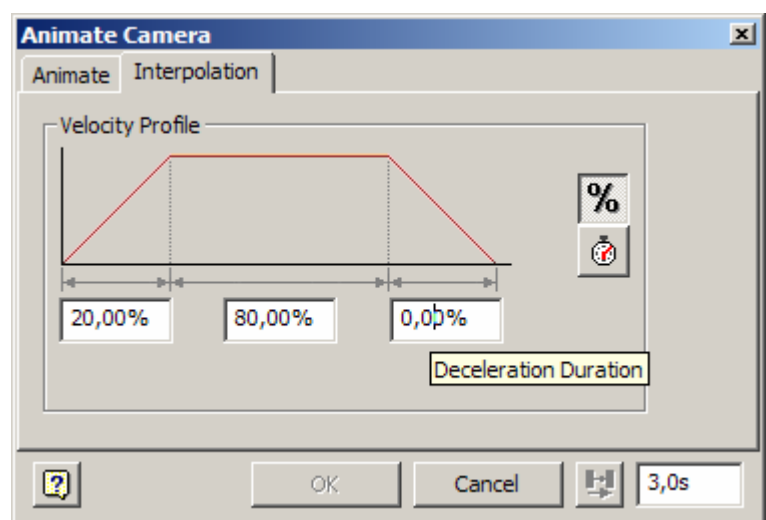 Animate Camera
Animate Interpolation
Velocity Profile
%
20,00% 80,00% 0,00%
Deceleration Duration
? OK Cancel 3,0s